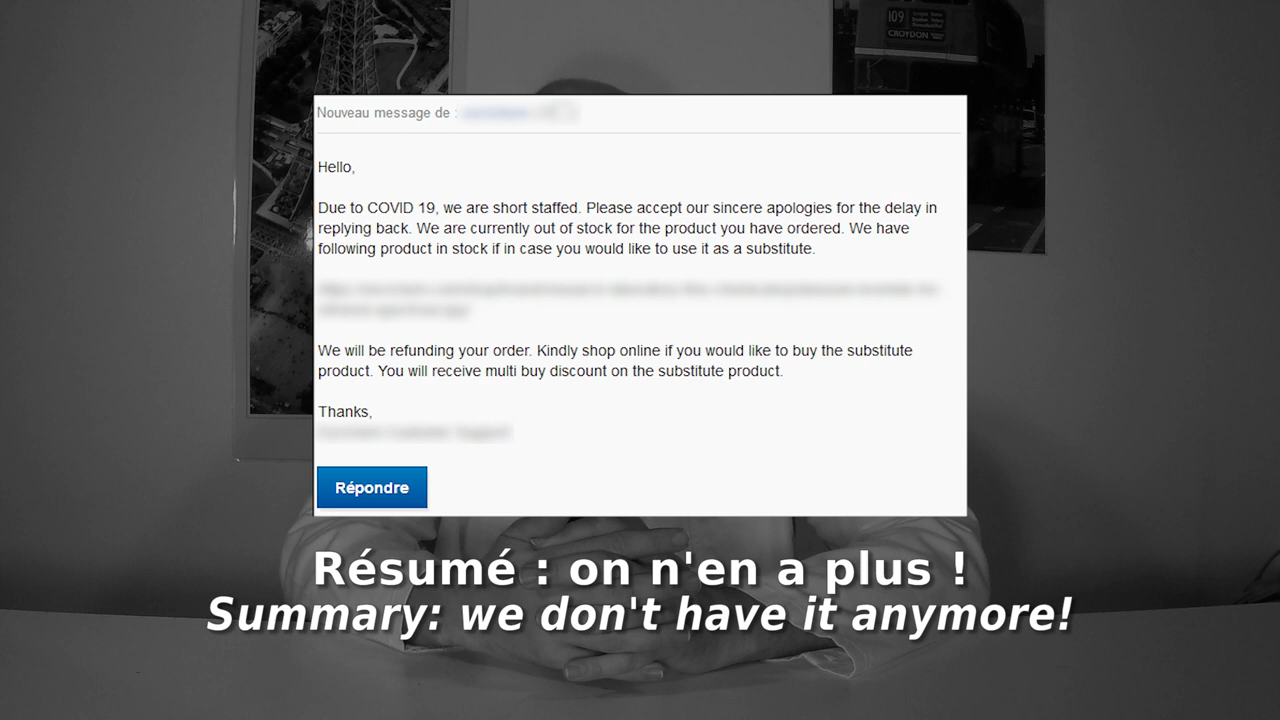 109
CROYDON
Nouveau message de :
Hello,
Due to COVID 19, we are short staffed. Please accept our sincere apologies for the delay in
replying back. We are currently out of stock for the product you have ordered. We have
following product in stock if in case you would like to use it as a substitute.
We will be refunding your order. Kindly shop online if you would like to buy the substitute
product. You will receive multi buy discount on the substitute product.
Thanks,
Répondre
Résumé : on n'en a plus !
Summary: we don't have it anymore!